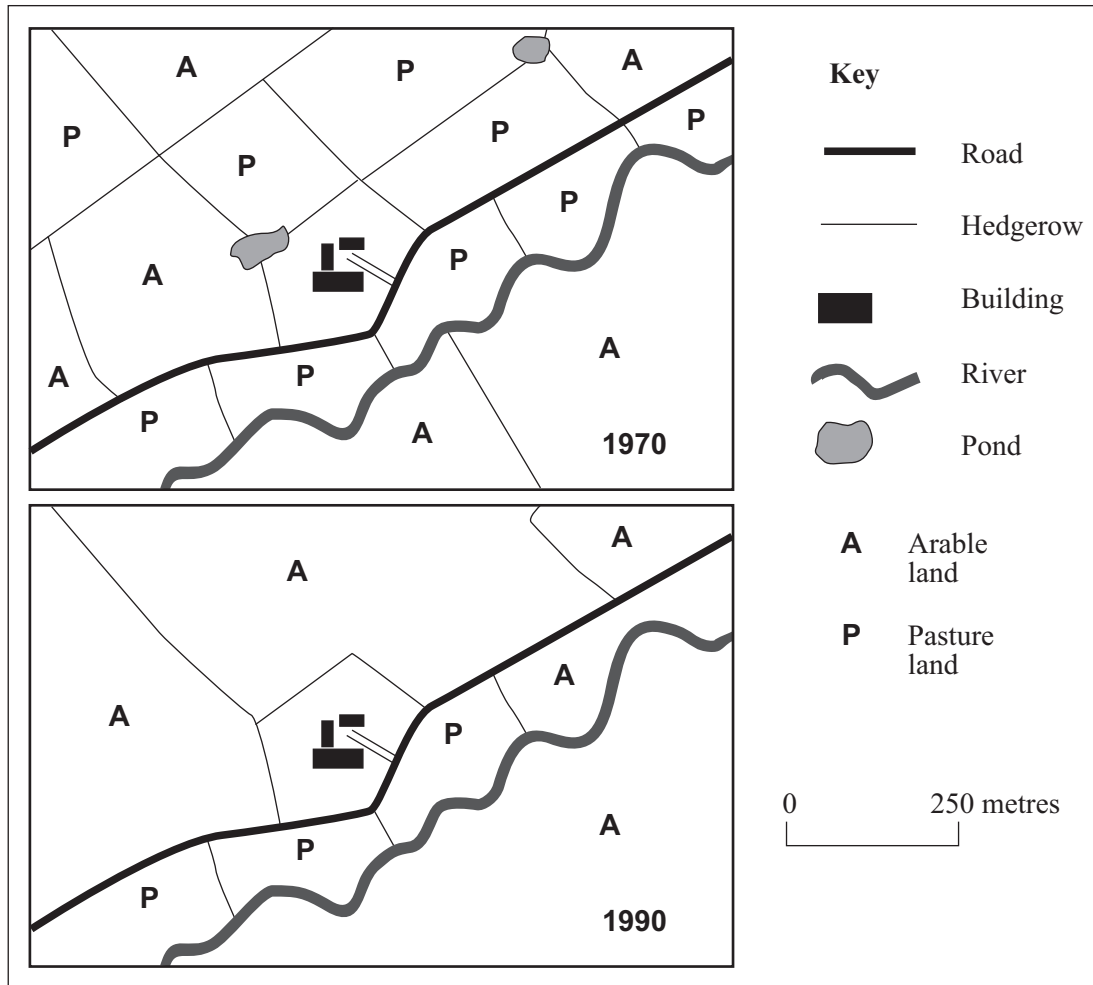 A
P
A
P
P
P
P
P
A
P
A
A
P
P
A
A
1970
A
A
A
A
P
P
P
A
1990
Key
Road
Hedgerow
Building
River
Pond
A Arable
land
P Pasture
land
0 250 metres